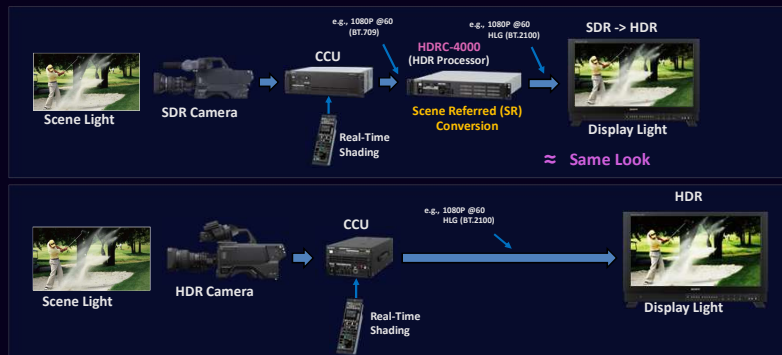 e.g., 1080P @60
(BT.709)
e.g., 1080P @60
HLG (BT.2100)
SDR -> HDR
HDRC-4000
(HDR Processor)
CCU
Scene Light
SDR Camera
Real-Time
Shading
Scene Referred (SR)
Conversion
Display Light
≈ Same Look
HDR
e.g., 1080P @60
HLG (BT.2100)
CCU
Scene Light
HDR Camera
Real-Time
Shading
Display Light